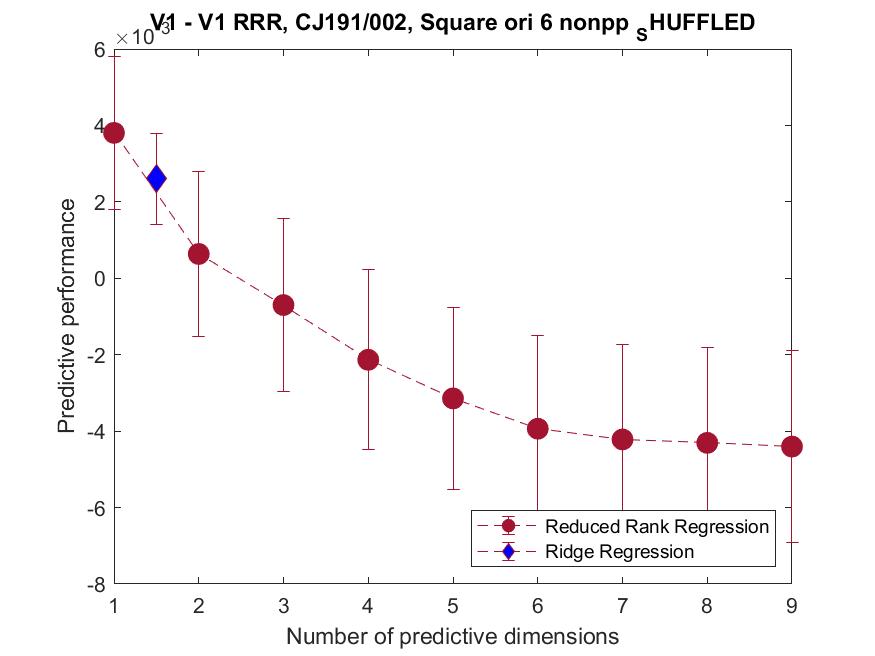 V1 - V1 RRR, CJ191/002, Square ori 6 nonpp SHUFFLED
×10⁻³
6
4
2
0
-2
-4
-6
-8
Predictive performance
Reduced Rank Regression
Ridge Regression
1 2 3 4 5 6 7 8 9
Number of predictive dimensions